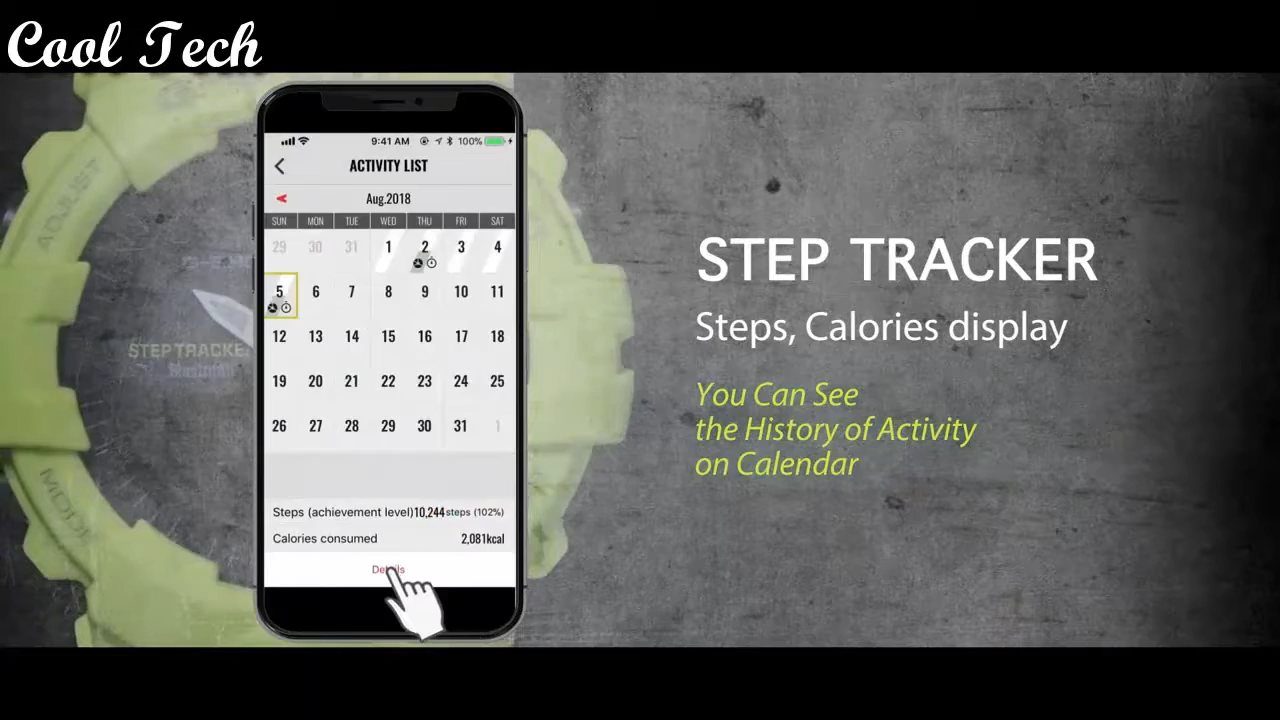 Cool Tech
9:41 AM 100%
ACTIVITY LIST
Aug.2018
SUN MON TUE WED THU FRI SAT
29 30 31 1 2 3 4
5 6 7 8 9 10 11
12 13 14 15 16 17 18
19 20 21 22 23 24 25
26 27 28 29 30 31 1
Steps (achievement level) 10,244 steps (102%)
Calories consumed 2,081kcal
Details
ADJUST
STEP TRACKE
MODE
STEP TRACKER
Steps, Calories display
You Can See
the History of Activity
on Calendar